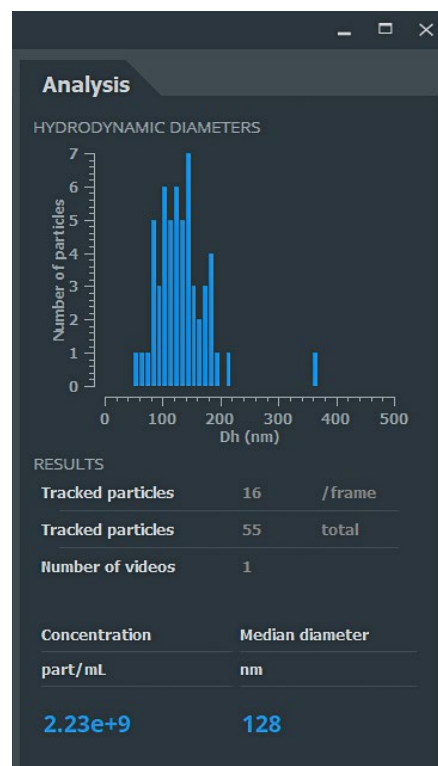 Analysis
HYDRODYNAMIC DIAMETERS
7
6
5
4
3
2
1
0
Number of particles
0 100 200 300 400 500
Dh (nm)
RESULTS
Tracked particles 16 /frame
Tracked particles 55 total
Number of videos 1
Concentration Median diameter
part/mL nm
2.23e+9 128